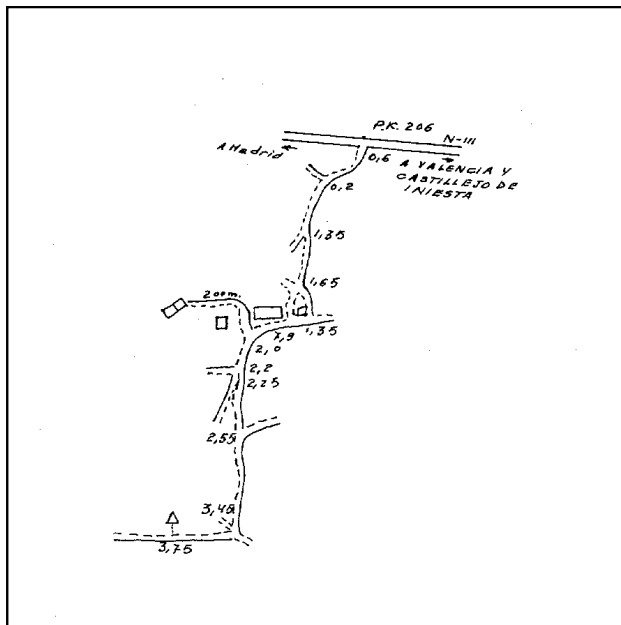 P.K. 206
N-III
A Madrid
0,6
A VALENCIA Y
CASTILLEJO DE
INIESTA
0,2
1,35
1,65
200m.
1,35
1,9
2,0
2,2
2,25
2,55
3,45
3,75